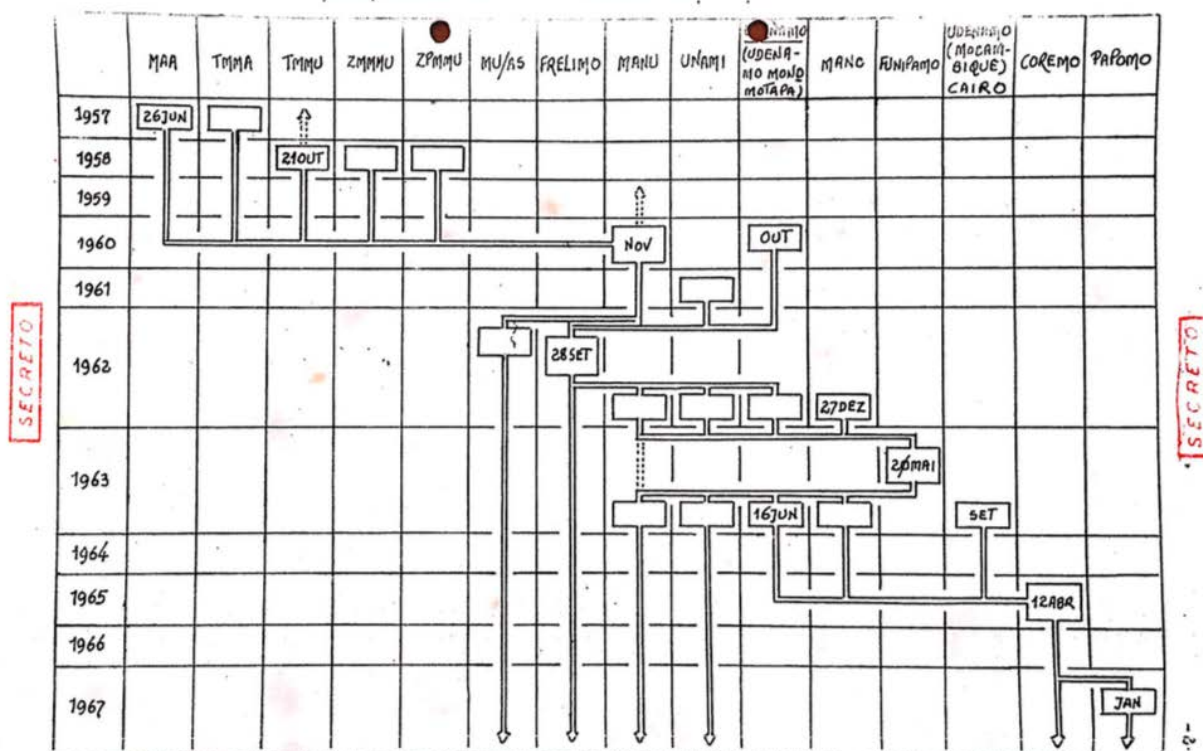 MAA TMMA TMMU ZMMMU ZPMMU MU/AS FRELIMO MANU UNAMI (UDENA-MO MONO MOTAPA) MANC FUNIPAMO UDENAMO (MOÇAM-BIQUE) CAIRO COREMO PAPOMO
1957 26JUN
1958 21OUT
1959
1960 NOV OUT
1961
1962 28SET
27DEZ
1963 20MAI
16JUN SET
1964
1965 12ABR
1966
1967 JAN
SECRETO
SECRETO